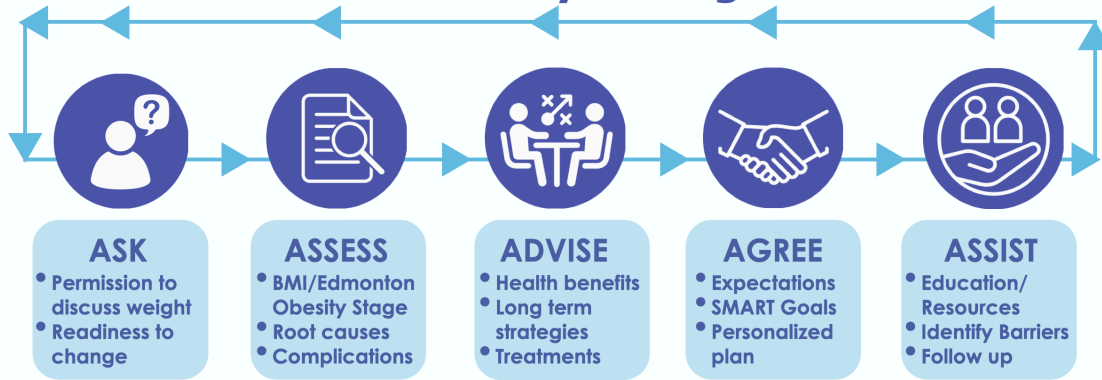 ?
ASK
• Permission to
discuss weight
• Readiness to
change
ASSESS
• BMI/Edmonton
Obesity Stage
• Root causes
• Complications
ADVISE
• Health benefits
• Long term
strategies
• Treatments
AGREE
• Expectations
• SMART Goals
• Personalized
plan
ASSIST
• Education/
Resources
• Identify Barriers
• Follow up